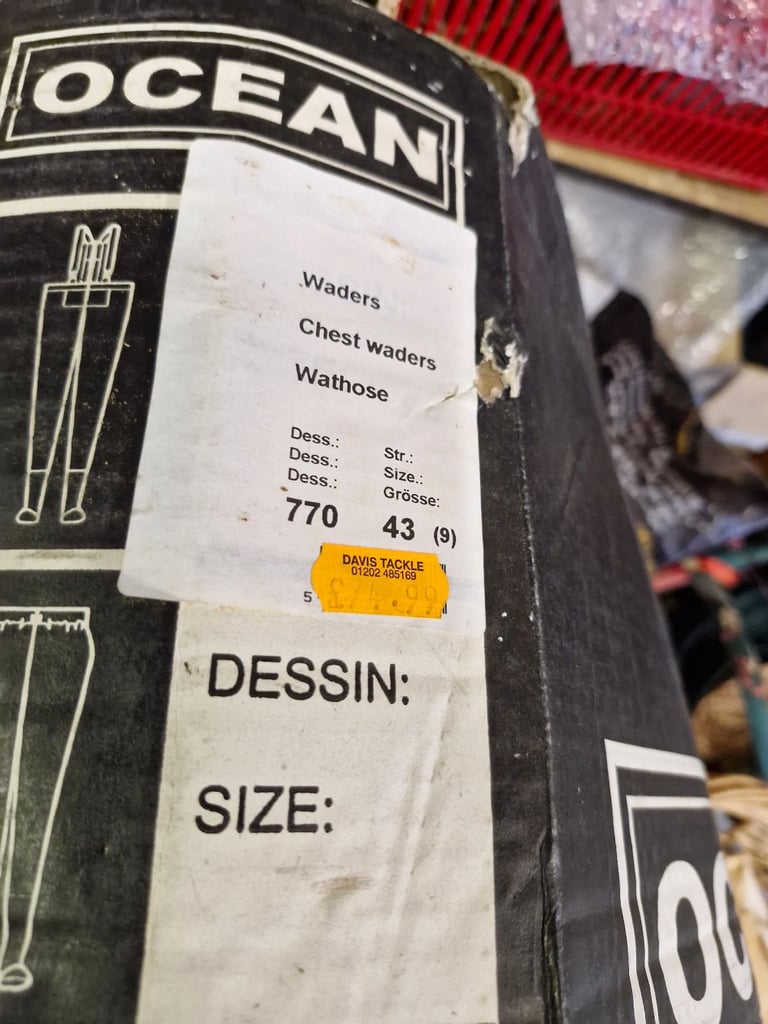 OCEAN
Waders
Chest waders
Wathose
Dess.: Str.:
Dess.: Size.:
Dess.: Grösse:
770 43 (9)
DAVIS TACKLE
01202 485169
5
DESSIN:
SIZE: